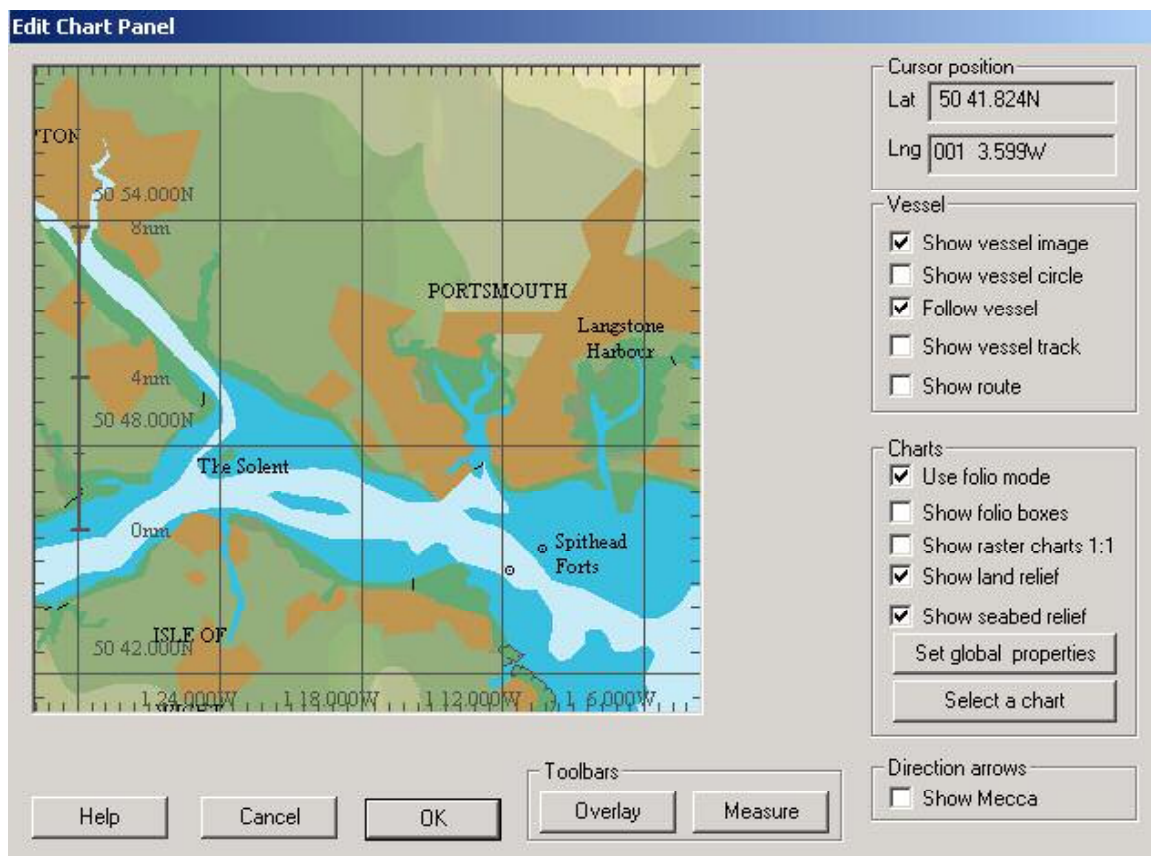 Edit Chart Panel
'TON
50 54.000N
8nm
PORTSMOUTH
Langstone
Harbour
4nm
50 48.000N
The Solent
0nm
Spithead
Forts
ISLE OF
50 42.000N
1 24.000W
1 18.000W
1 12.000W
1 6.000W
Cursor position
Lat 50 41.824N
Lng 001 3.599W
Vessel
Show vessel image
Show vessel circle
Follow vessel
Show vessel track
Show route
Charts
Use folio mode
Show folio boxes
Show raster charts 1:1
Show land relief
Show seabed relief
Set global properties
Select a chart
Direction arrows
Show Mecca
Toolbars
Overlay
Measure
Help
Cancel
OK